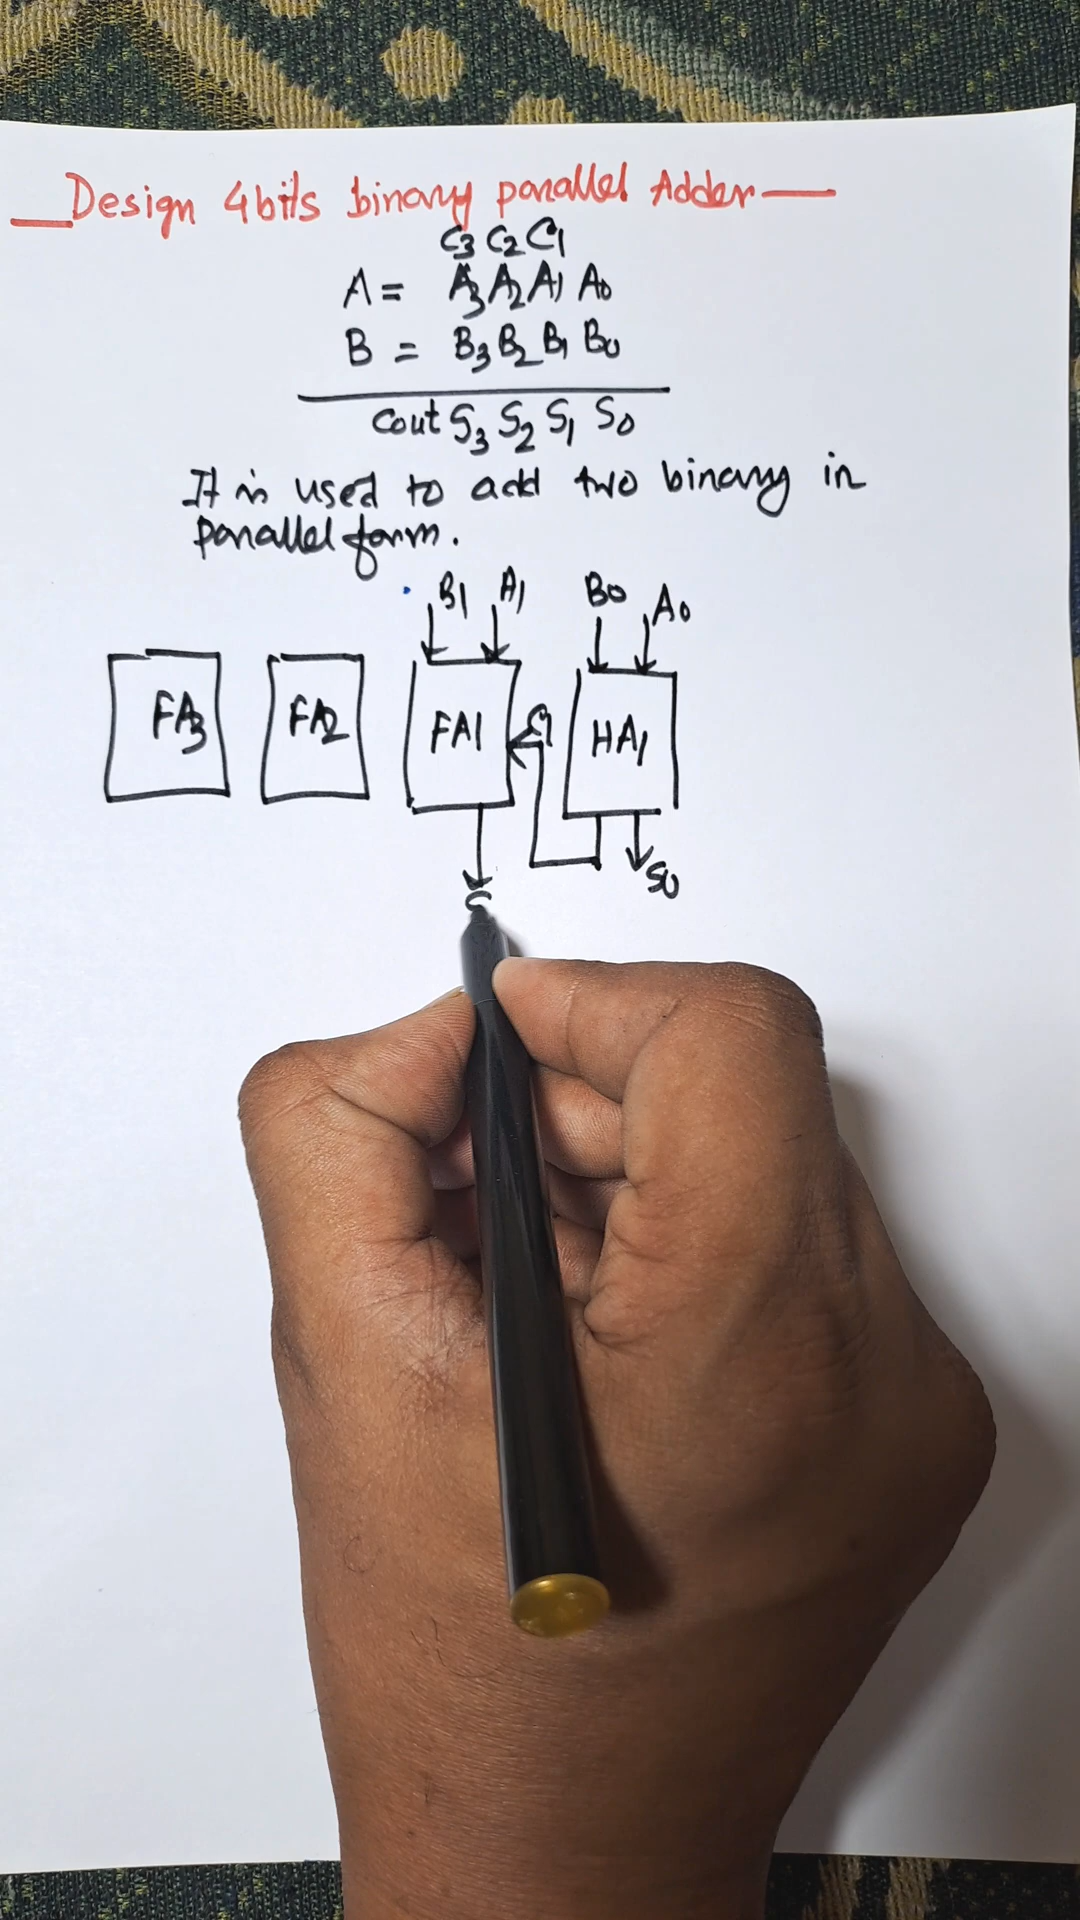 Design 4bits binary parallel Adder
C3 C2 C1
A = A3 A2 A1 A0
B = B3 B2 B1 B0
Cout S3 S2 S1 S0
It is used to add two binary in
parallel form.
B1 A1 B0 A0
FA3 FA2 FA1 C1 HA1
S0
S